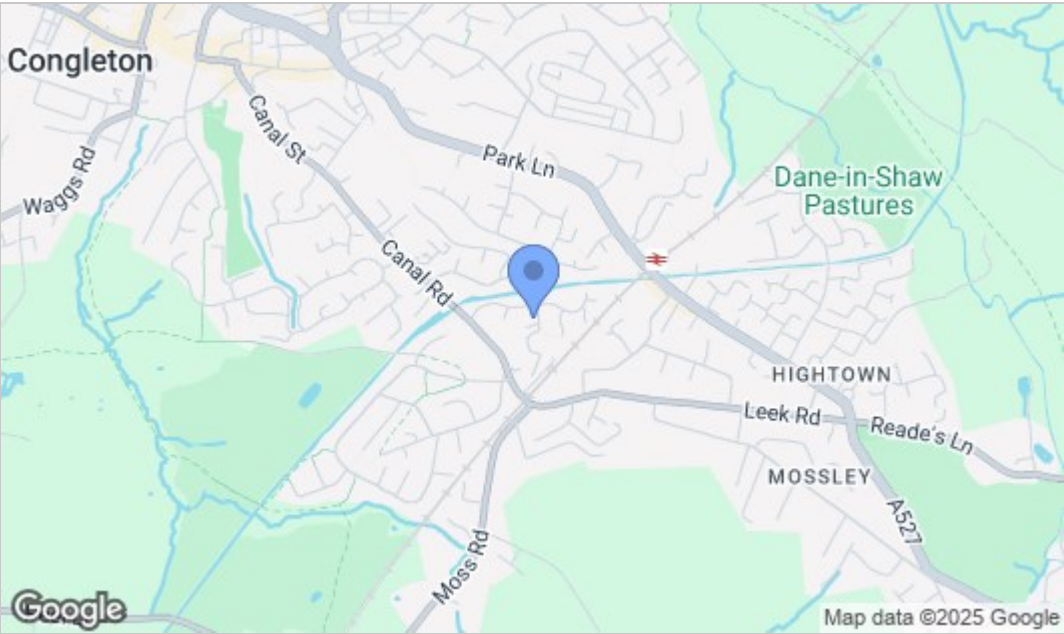 Congleton
Canal St
Park Ln
Waggs Rd
Dane-in-Shaw
Pastures
Canal Rd
HIGHTOWN
Leek Rd
Reade's Ln
MOSSLEY
A527
Moss Rd
Google
Map data ©2025 Google